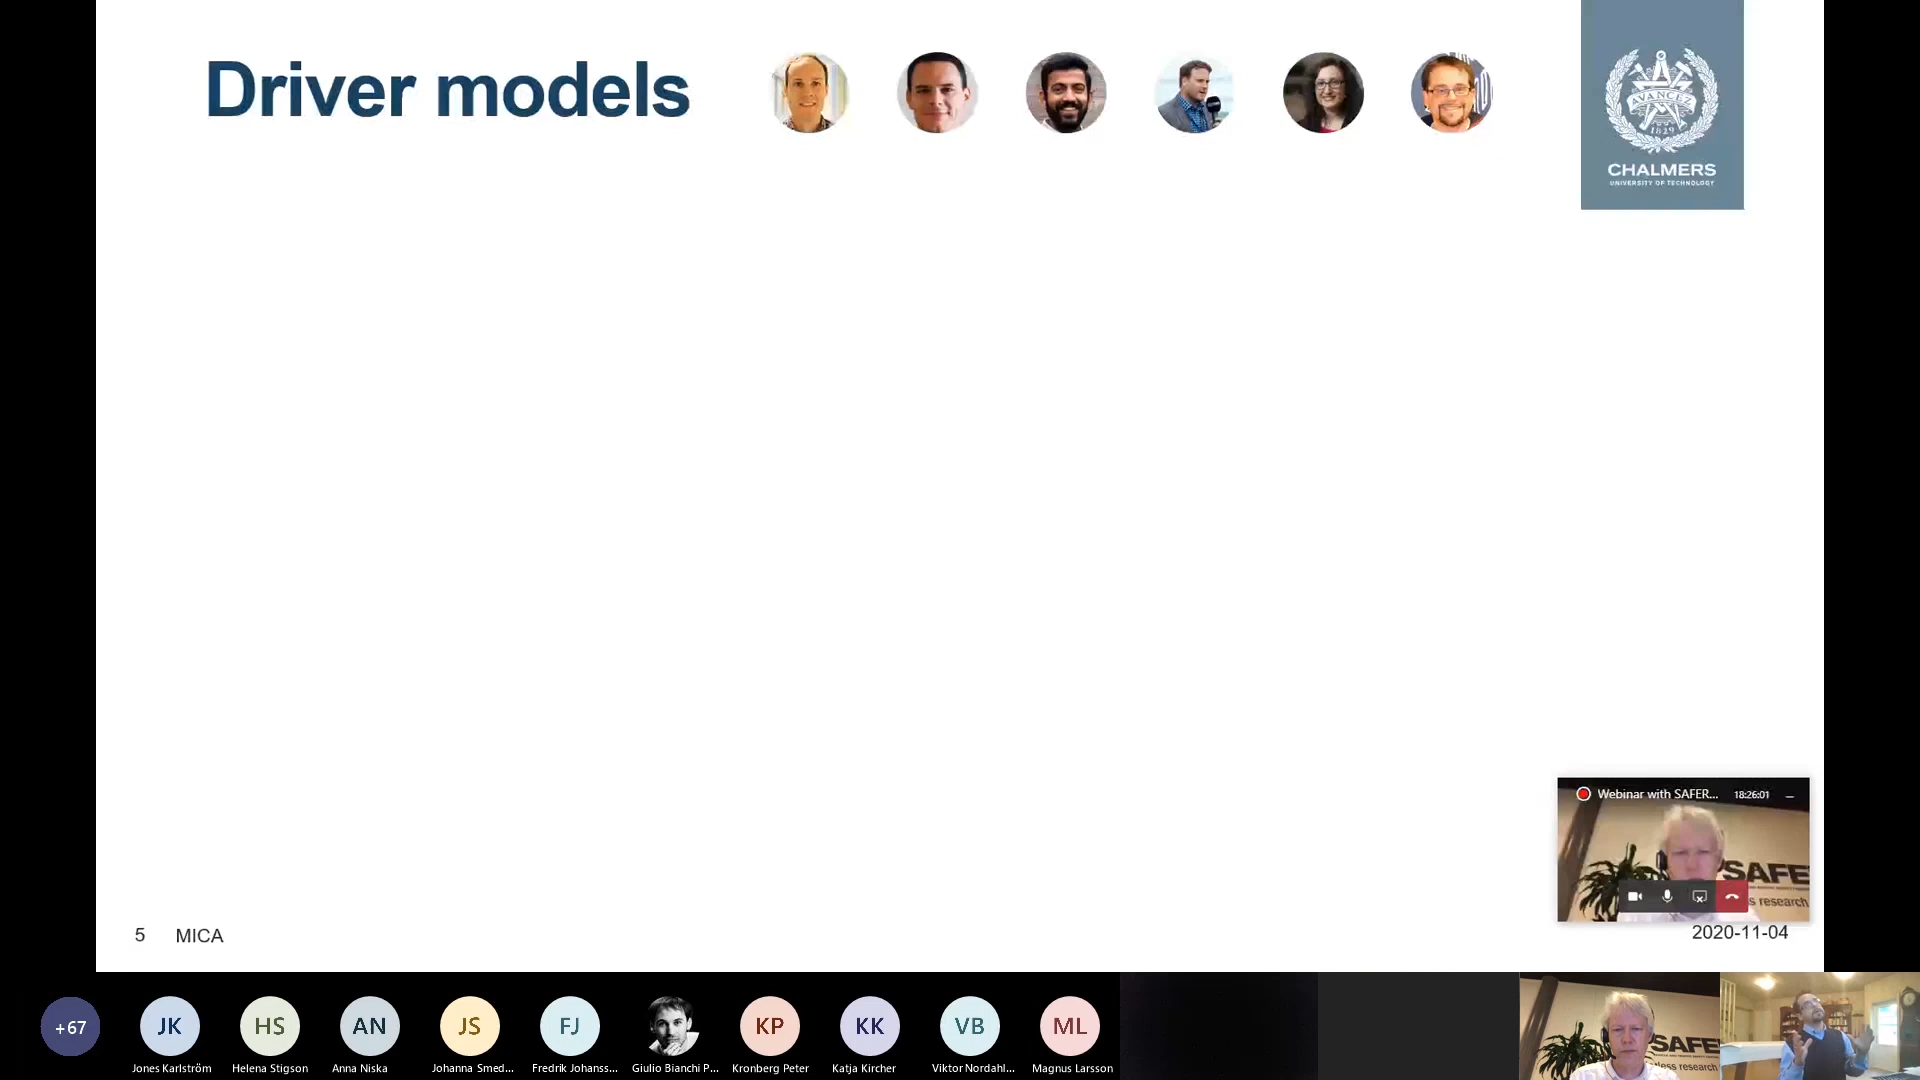 Driver models
AVANCEZ
1829
CHALMERS
UNIVERSITY OF TECHNOLOGY
Webinar with SAFER... 18:26:01
SAFE
s research
5 MICA
2020-11-04
+67
JK
HS
AN
JS
FJ
KP
KK
VB
ML
Jones Karlström
Helena Stigson
Anna Niska
Johanna Smed...
Fredrik Johanss...
Giulio Bianchi P...
Kronberg Peter
Katja Kircher
Viktor Nordahl...
Magnus Larsson
SAFE
less research